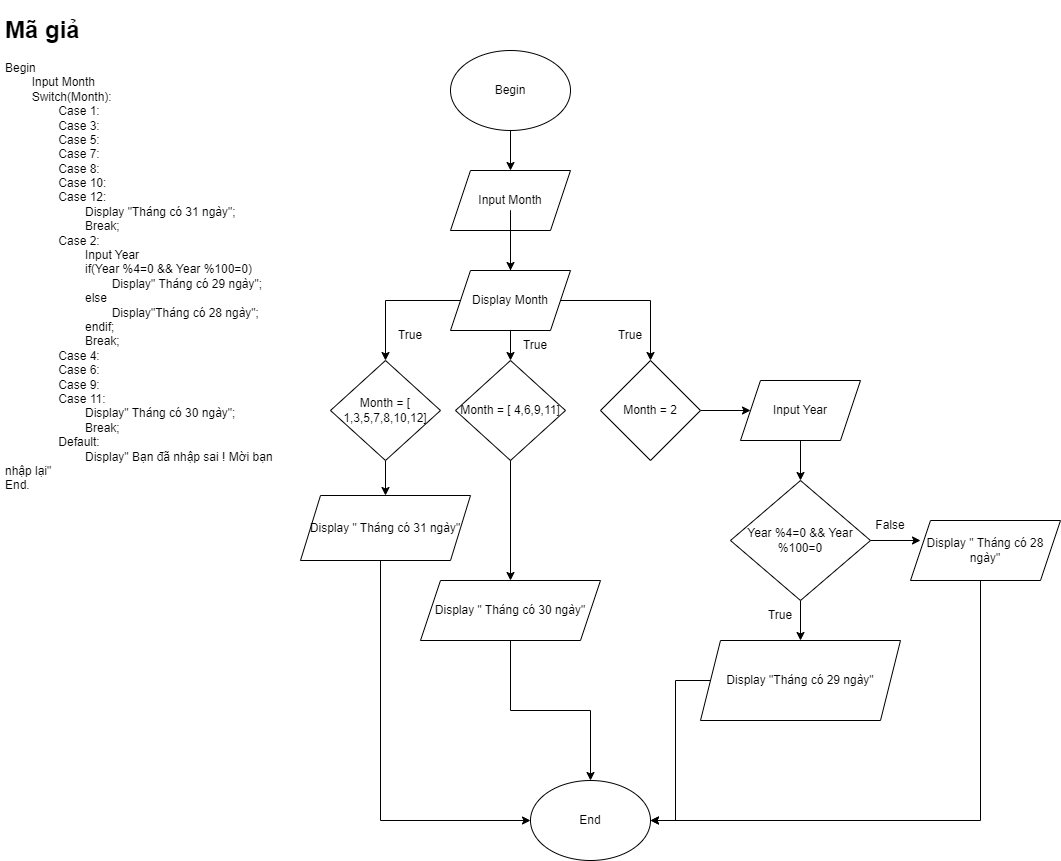 Mã giả
Begin
Input Month
Switch(Month):
Case 1:
Case 3:
Case 5:
Case 7:
Case 8:
Case 10:
Case 12:
Display "Tháng có 31 ngày";
Break;
Case 2:
Input Year
if(Year %4=0 && Year %100=0)
Display" Tháng có 29 ngày";
else
Display"Tháng có 28 ngày";
endif;
Break;
Case 4:
Case 6:
Case 9:
Case 11:
Display" Tháng có 30 ngày";
Break;
Default:
Display" Bạn đã nhập sai ! Mời bạn
nhập lại"
End.
Begin
Input Month
Display Month
True
True
True
Month = [
1,3,5,7,8,10,12]
Month = [ 4,6,9,11]
Month = 2
Input Year
Display " Tháng có 31 ngày"
Year %4=0 && Year
%100=0
False
Display " Tháng có 28
ngày"
Display " Tháng có 30 ngày"
True
Display "Tháng có 29 ngày"
End